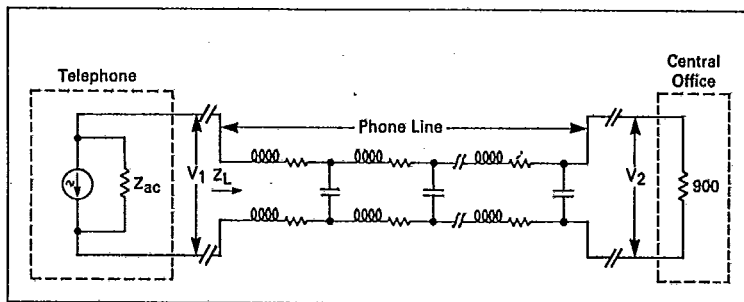 Telephone
Central
Office
Phone Line
Zac
V1
ZL
V2
900